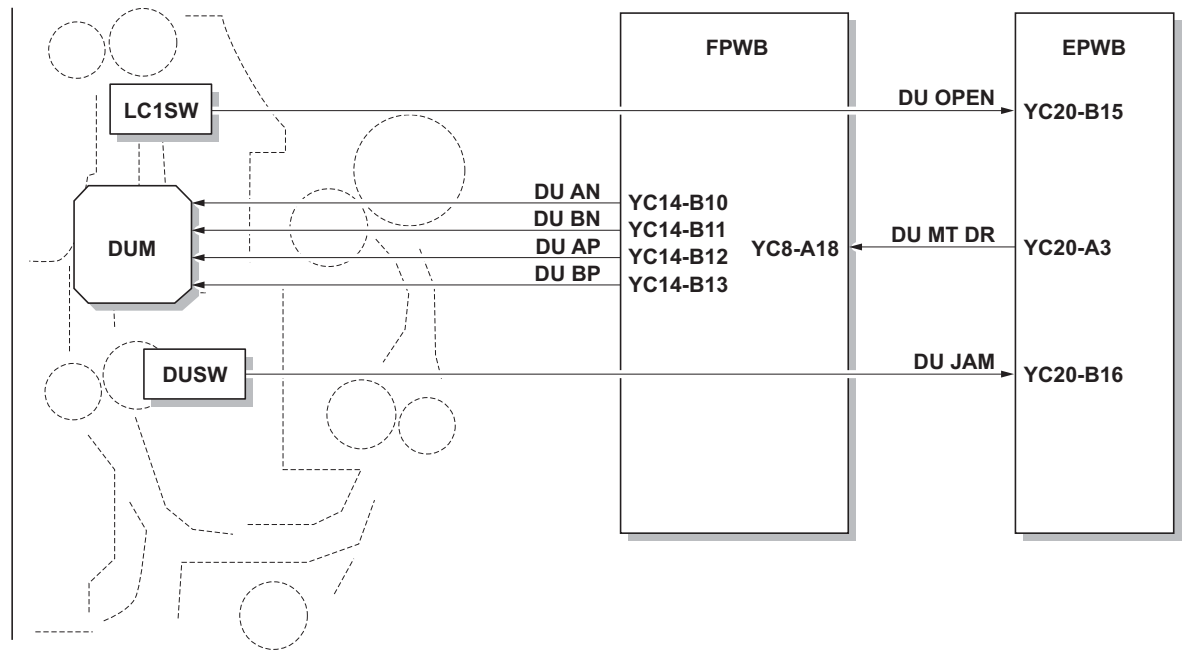 FPWB
EPWB
LC1SW
DU OPEN
YC20-B15
DUM
DU AN
DU BN
DU AP
DU BP
YC14-B10
YC14-B11
YC14-B12
YC14-B13
YC8-A18
DU MT DR
YC20-A3
DUSW
DU JAM
YC20-B16